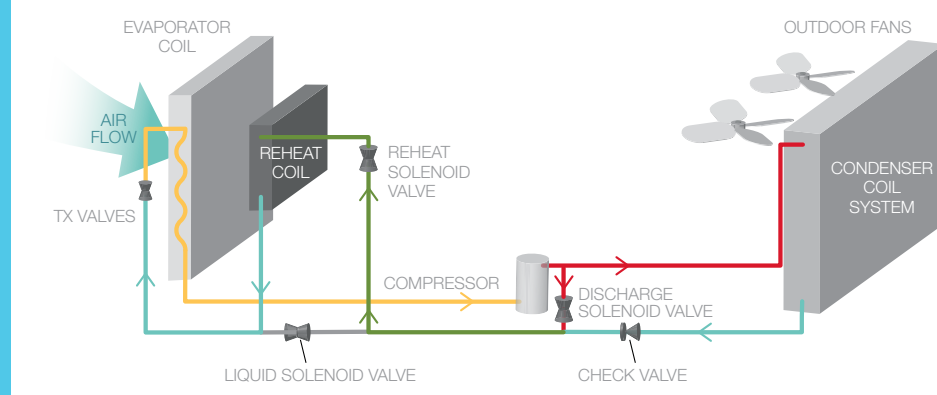 EVAPORATOR
COIL
OUTDOOR FANS
AIR
FLOW
REHEAT
COIL
REHEAT
SOLENOID
VALVE
CONDENSER
COIL
SYSTEM
TX VALVES
COMPRESSOR
DISCHARGE
SOLENOID VALVE
LIQUID SOLENOID VALVE
CHECK VALVE